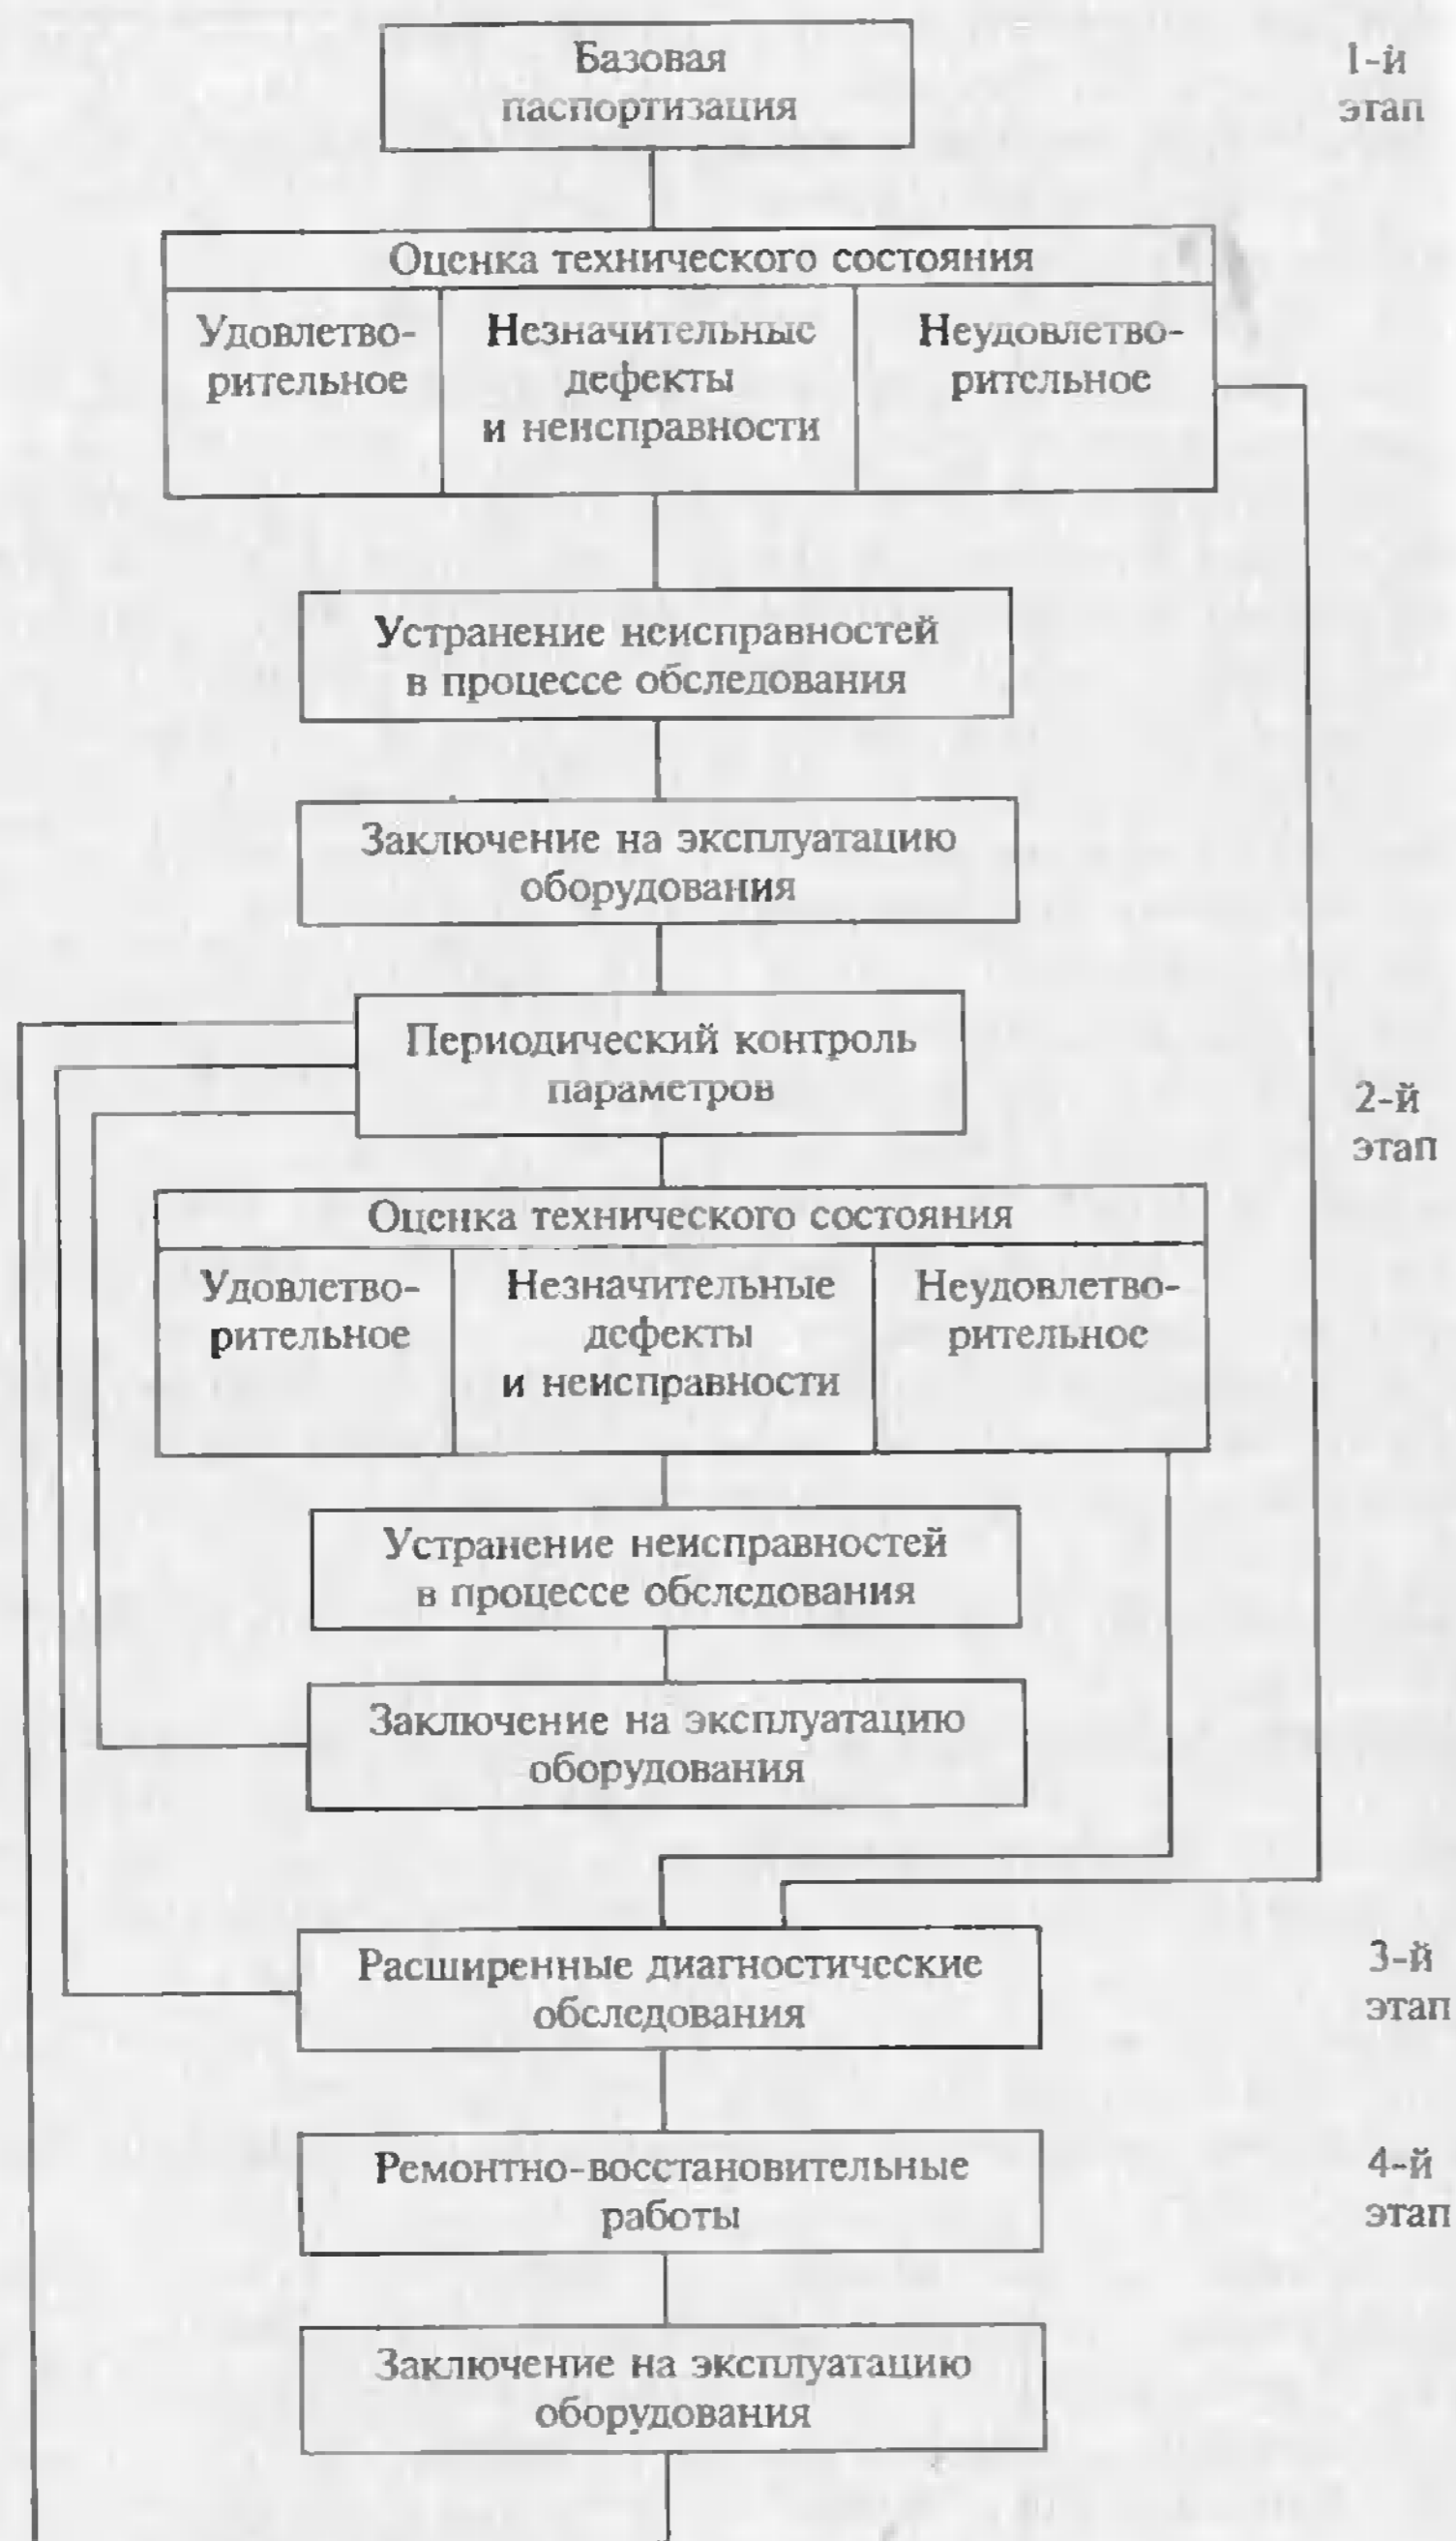 Базовая
паспортизация
1-й
этап
Оценка технического состояния
Удовлетво-
рительное
Незначительные
дефекты
и неисправности
Неудовлетво-
рительное
Устранение неисправностей
в процессе обследования
Заключение на эксплуатацию
оборудования
Периодический контроль
параметров
2-й
этап
Оценка технического состояния
Удовлетво-
рительное
Незначительные
дефекты
и неисправности
Неудовлетво-
рительное
Устранение неисправностей
в процессе обследования
Заключение на эксплуатацию
оборудования
Расширенные диагностические
обследования
3-й
этап
Ремонтно-восстановительные
работы
4-й
этап
Заключение на эксплуатацию
оборудования